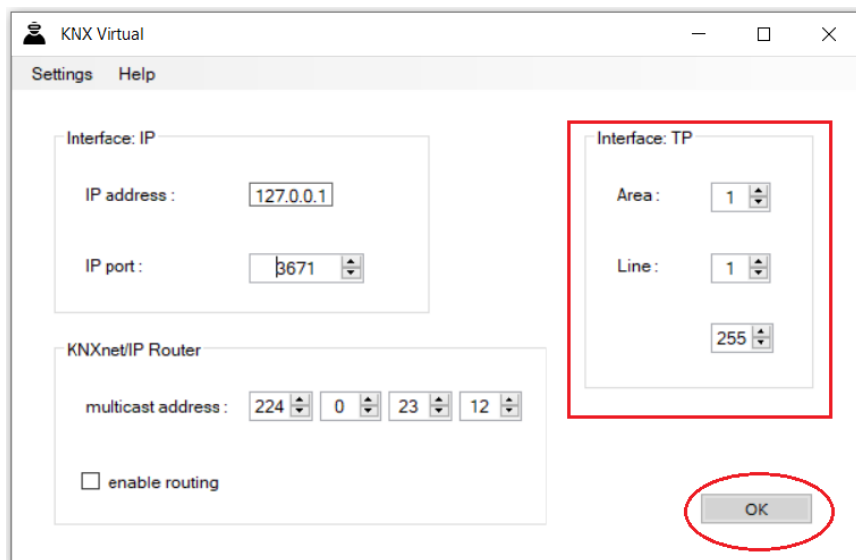 KNX Virtual
Settings Help
Interface: IP
IP address : 127.0.0.1
IP port : 3671
KNXnet/IP Router
multicast address : 224 0 23 12
enable routing
Interface: TP
Area : 1
Line : 1
255
OK